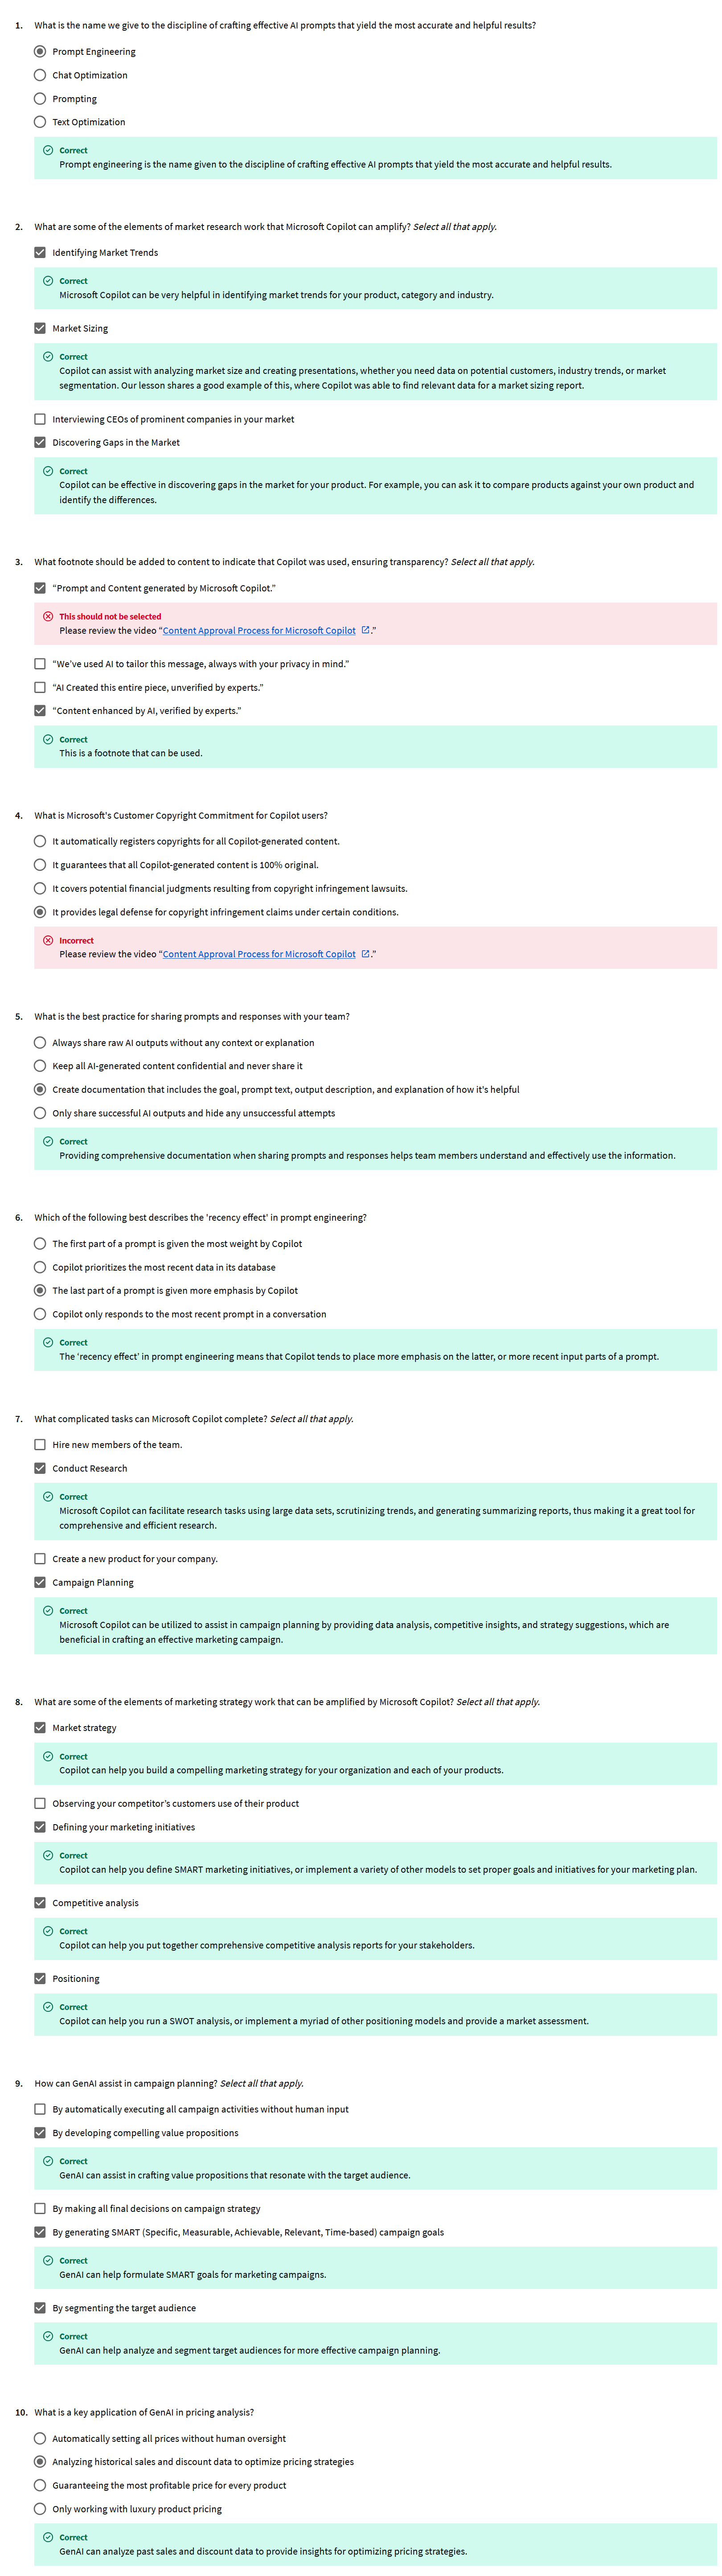 1. What is the name we give to the discipline of crafting effective AI prompts that yield the most accurate and helpful results?
Prompt Engineering
Chat Optimization
Prompting
Text Optimization
Correct
Prompt engineering is the name given to the discipline of crafting effective AI prompts that yield the most accurate and helpful results.
2. What are some of the elements of market research work that Microsoft Copilot can amplify? Select all that apply.
Identifying Market Trends
Correct
Microsoft Copilot can be very helpful in identifying market trends for your product, category and industry.
Market Sizing
Correct
Copilot can assist with analyzing market size and creating presentations, whether you need data on potential customers, industry trends, or market
segmentation. Our lesson shares a good example of this, where Copilot was able to find relevant data for a market sizing report.
Interviewing CEOs of prominent companies in your market
Discovering Gaps in the Market
Correct
Copilot can be effective in discovering gaps in the market for your product. For example, you can ask it to compare products against your own product and
identify the differences.
3. What footnote should be added to content to indicate that Copilot was used, ensuring transparency? Select all that apply.
“Prompt and Content generated by Microsoft Copilot.”
This should not be selected
Please review the video “Content Approval Process for Microsoft Copilot.”
“We’ve used AI to tailor this message, always with your privacy in mind.”
“AI Created this entire piece, unverified by experts.”
“Content enhanced by AI, verified by experts.”
Correct
This is a footnote that can be used.
4. What is Microsoft's Customer Copyright Commitment for Copilot users?
It automatically registers copyrights for all Copilot-generated content.
It guarantees that all Copilot-generated content is 100% original.
It covers potential financial judgments resulting from copyright infringement lawsuits.
It provides legal defense for copyright infringement claims under certain conditions.
Incorrect
Please review the video “Content Approval Process for Microsoft Copilot.”
5. What is the best practice for sharing prompts and responses with your team?
Always share raw AI outputs without any context or explanation
Keep all AI-generated content confidential and never share it
Create documentation that includes the goal, prompt text, output description, and explanation of how it's helpful
Only share successful AI outputs and hide any unsuccessful attempts
Correct
Providing comprehensive documentation when sharing prompts and responses helps team members understand and effectively use the information.
6. Which of the following best describes the 'recency effect' in prompt engineering?
The first part of a prompt is given the most weight by Copilot
Copilot prioritizes the most recent data in its database
The last part of a prompt is given more emphasis by Copilot
Copilot only responds to the most recent prompt in a conversation
Correct
The ‘recency effect’ in prompt engineering means that Copilot tends to place more emphasis on the latter, or more recent input parts of a prompt.
7. What complicated tasks can Microsoft Copilot complete? Select all that apply.
Hire new members of the team.
Conduct Research
Correct
Microsoft Copilot can facilitate research tasks using large data sets, scrutinizing trends, and generating summarizing reports, thus making it a great tool for
comprehensive and efficient research.
Create a new product for your company.
Campaign Planning
Correct
Microsoft Copilot can be utilized to assist in campaign planning by providing data analysis, competitive insights, and strategy suggestions, which are
beneficial in crafting an effective marketing campaign.
8. What are some of the elements of marketing strategy work that can be amplified by Microsoft Copilot? Select all that apply.
Market strategy
Correct
Copilot can help you build a compelling marketing strategy for your organization and each of your products.
Observing your competitor’s customers use of their product
Defining your marketing initiatives
Correct
Copilot can help you define SMART marketing initiatives, or implement a variety of other models to set proper goals and initiatives for your marketing plan.
Competitive analysis
Correct
Copilot can help you put together comprehensive competitive analysis reports for your stakeholders.
Positioning
Correct
Copilot can help you run a SWOT analysis, or implement a myriad of other positioning models and provide a market assessment.
9. How can GenAI assist in campaign planning? Select all that apply.
By automatically executing all campaign activities without human input
By developing compelling value propositions
Correct
GenAI can assist in crafting value propositions that resonate with the target audience.
By making all final decisions on campaign strategy
By generating SMART (Specific, Measurable, Achievable, Relevant, Time-based) campaign goals
Correct
GenAI can help formulate SMART goals for marketing campaigns.
By segmenting the target audience
Correct
GenAI can help analyze and segment target audiences for more effective campaign planning.
10. What is a key application of GenAI in pricing analysis?
Automatically setting all prices without human oversight
Analyzing historical sales and discount data to optimize pricing strategies
Guaranteeing the most profitable price for every product
Only working with luxury product pricing
Correct
GenAI can analyze past sales and discount data to provide insights for optimizing pricing strategies.